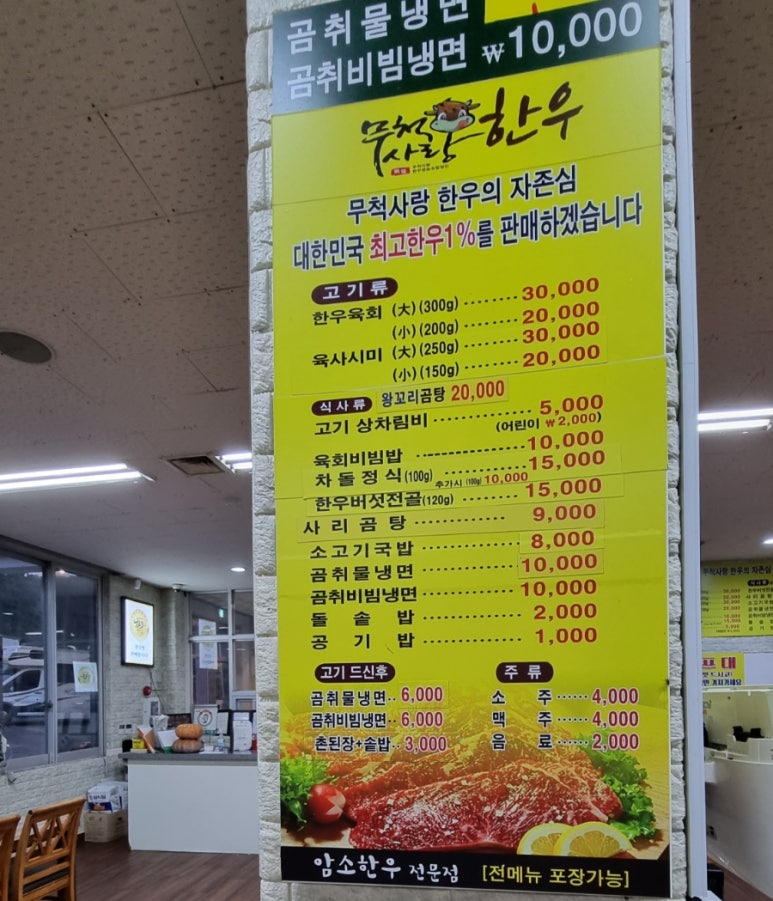 곰취물냉면
곰취비빔냉면 ₩10,000
무척사랑 한우
무척사랑 한우의 자존심
대한민국 최고한우1%를 판매하겠습니다
고기류
한우육회 (大)(300g) ········ 30,000
(小)(200g) ········ 20,000
육사시미 (大)(250g) ········ 30,000
(小)(150g) ········ 20,000
식사류 왕꼬리곰탕 20,000
고기 상차림비 ·············· 5,000
(어린이 ₩2,000)
육회비빔밥 ·············· 10,000
차돌정식(100g) ·············· 15,000
추가시 (100g) 10,000
한우버섯전골(120g) ·········· 15,000
사리곰탕 ············ 9,000
소고기국밥 ············ 8,000
곰취물냉면 ············ 10,000
곰취비빔냉면 ············ 10,000
돌솥밥 ············ 2,000
공기밥 ············ 1,000
고기 드신후
곰취물냉면·· 6,000
곰취비빔냉면·· 6,000
촌된장+솥밥·· 3,000
주류
소주······ 4,000
맥주······ 4,000
음료······ 2,000
암소한우 전문점 [전메뉴 포장가능]
무척사랑 한우의 자존심